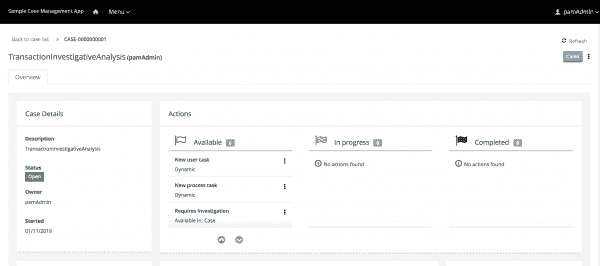 Sample Case Management App
Menu
pamAdmin
Back to case list > CASE-0000000001
Refresh
TransactionInvestigativeAnalysis (pamAdmin)
Close
Overview
Case Details
Description
TransactionInvestigativeAnalysis
Status
Open
Owner
pamAdmin
Started
01/11/2019
Actions
Available
New user task
Dynamic
New process task
Dynamic
Requires Investigation
Available in: Case
In progress 0
No actions found
Completed 0
No actions found